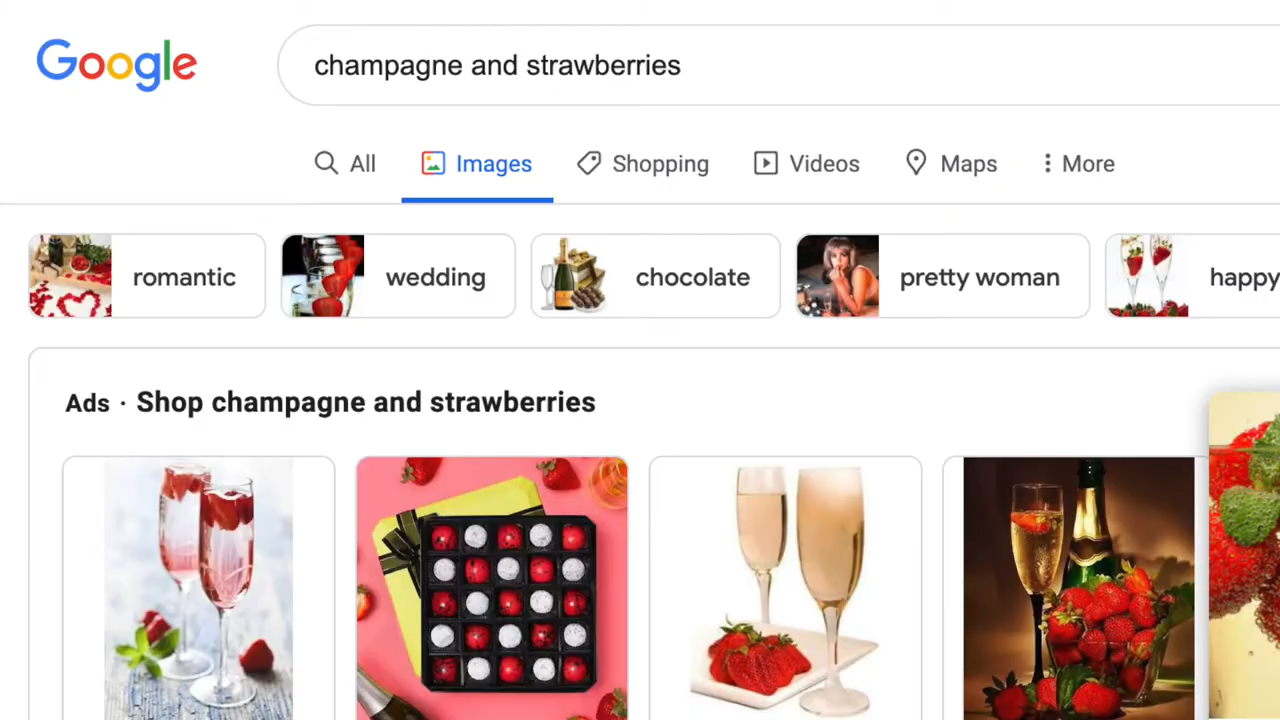 Google
champagne and strawberries
All Images Shopping Videos Maps More
romantic wedding chocolate pretty woman happy
Ads · Shop champagne and strawberries